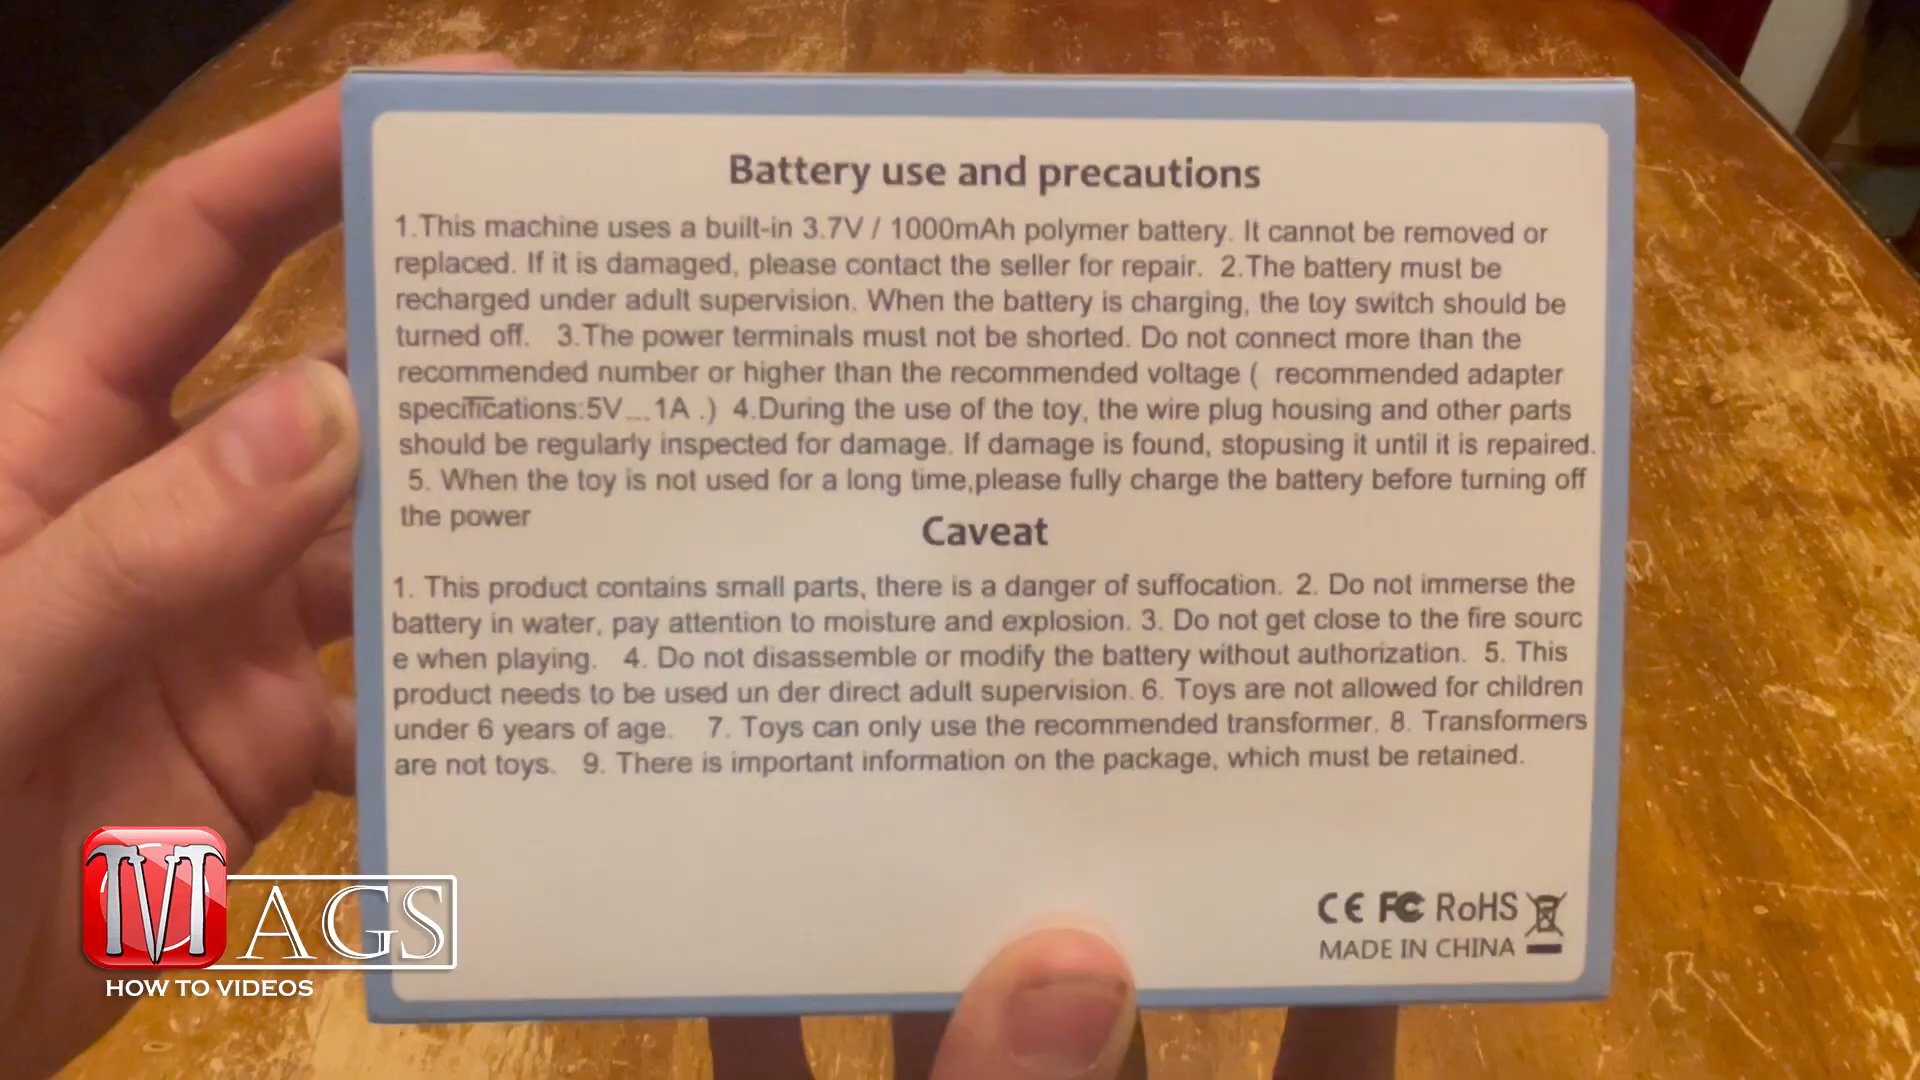 Battery use and precautions
1.This machine uses a built-in 3.7V / 1000mAh polymer battery. It cannot be removed or
replaced. If it is damaged, please contact the seller for repair. 2.The battery must be
recharged under adult supervision. When the battery is charging, the toy switch should be
turned off. 3.The power terminals must not be shorted. Do not connect more than the
recommended number or higher than the recommended voltage ( recommended adapter
specifications:5V⎓1A .) 4.During the use of the toy, the wire plug housing and other parts
should be regularly inspected for damage. If damage is found, stopusing it until it is repaired.
5. When the toy is not used for a long time,please fully charge the battery before turning off
the power
Caveat
1. This product contains small parts, there is a danger of suffocation. 2. Do not immerse the
battery in water, pay attention to moisture and explosion. 3. Do not get close to the fire sourc
e when playing. 4. Do not disassemble or modify the battery without authorization. 5. This
product needs to be used un der direct adult supervision. 6. Toys are not allowed for children
under 6 years of age. 7. Toys can only use the recommended transformer. 8. Transformers
are not toys. 9. There is important information on the package, which must be retained.
CE FC RoHS
MADE IN CHINA
MAGS
HOW TO VIDEOS